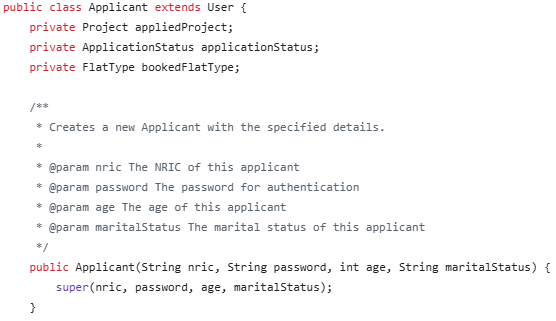 public class Applicant extends User {
    private Project appliedProject;
    private ApplicationStatus applicationStatus;
    private FlatType bookedFlatType;

    /**
     * Creates a new Applicant with the specified details.
     *
     * @param nric The NRIC of this applicant
     * @param password The password for authentication
     * @param age The age of this applicant
     * @param maritalStatus The marital status of this applicant
     */
    public Applicant(String nric, String password, int age, String maritalStatus) {
        super(nric, password, age, maritalStatus);
    }